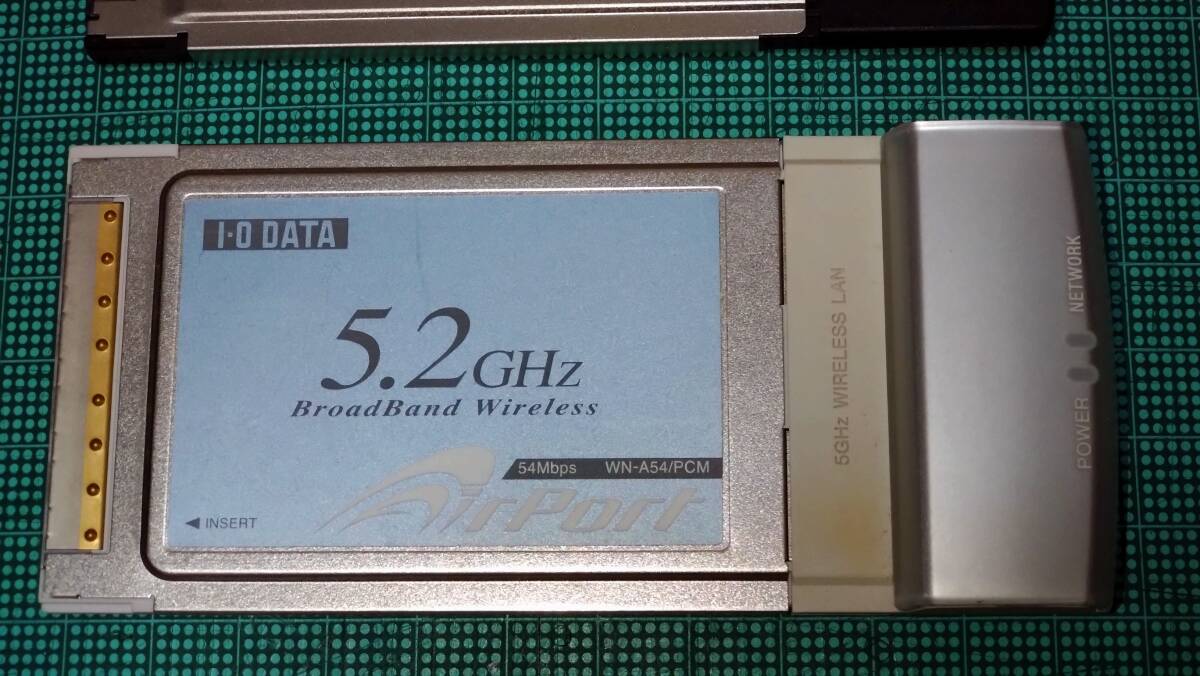 I-O DATA
5.2GHz
BroadBand Wireless
54Mbps WN-A54/PCM
AirPort
INSERT
5GHz WIRELESS LAN
POWER
NETWORK